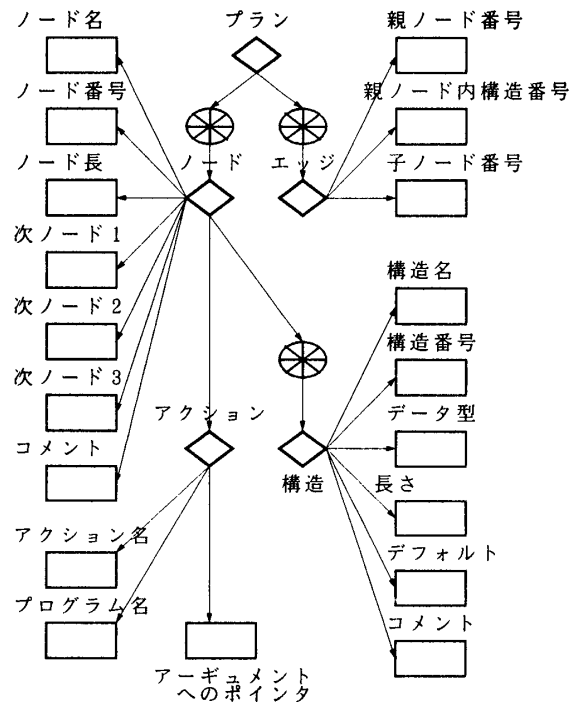 ノード名
プラン
親ノード番号
ノード番号
親ノード内構造番号
ノード長
ノード
エッジ
子ノード番号
次ノード1
次ノード2
次ノード3
コメント
アクション
構造名
構造番号
データ型
構造
長さ
デフォルト
コメント
アクション名
プログラム名
アーギュメント
へのポインタ